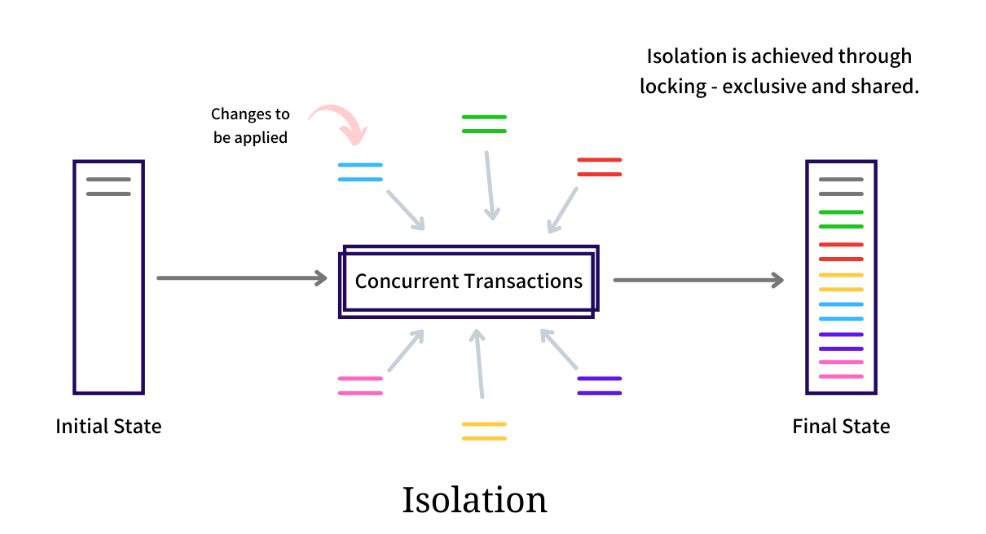 Isolation is achieved through
locking - exclusive and shared.
Changes to
be applied
Concurrent Transactions
Initial State
Final State
Isolation